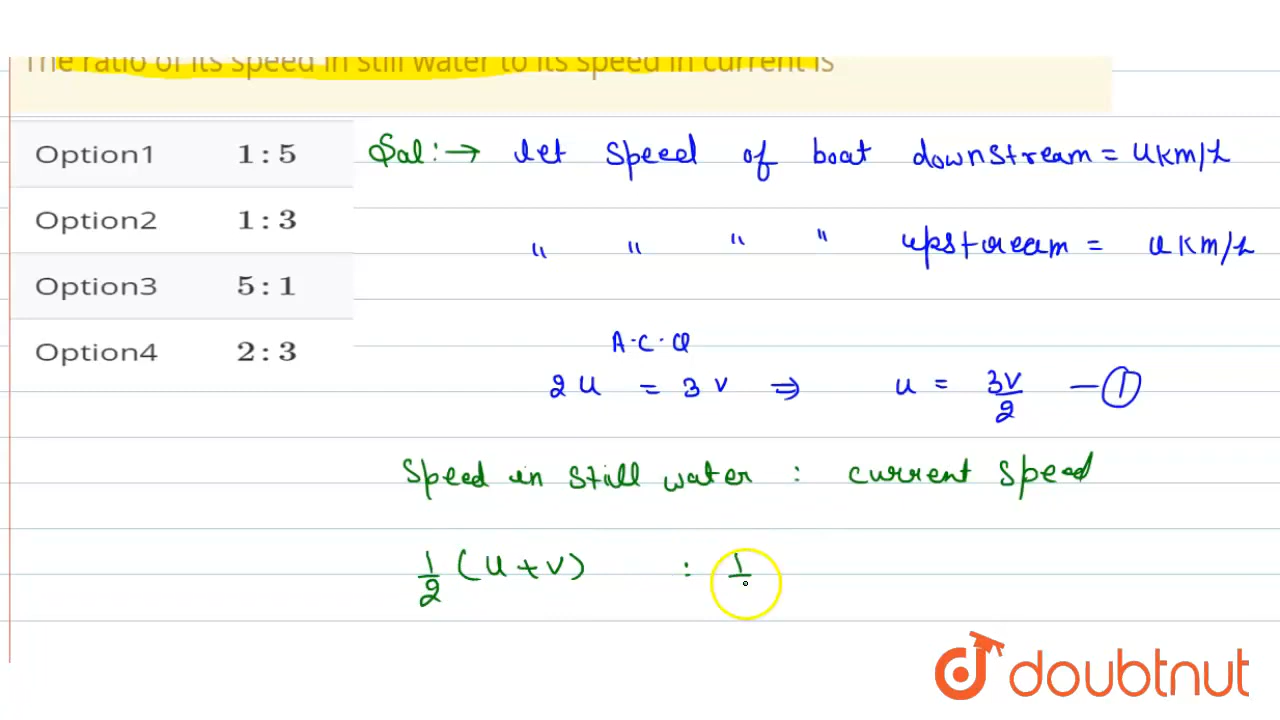 The ratio of its speed in still water to its speed in current is
Option1 1 : 5
Option2 1 : 3
Option3 5 : 1
Option4 2 : 3
Sol:→ let speed of boat downstream = u km/h
" " " " upstream = v km/h
A.C.Q
2u = 3v ⇒ u = 3v/2 — ①
Speed in still water : current speed
1/2 (u+v) : 1
doubtnut